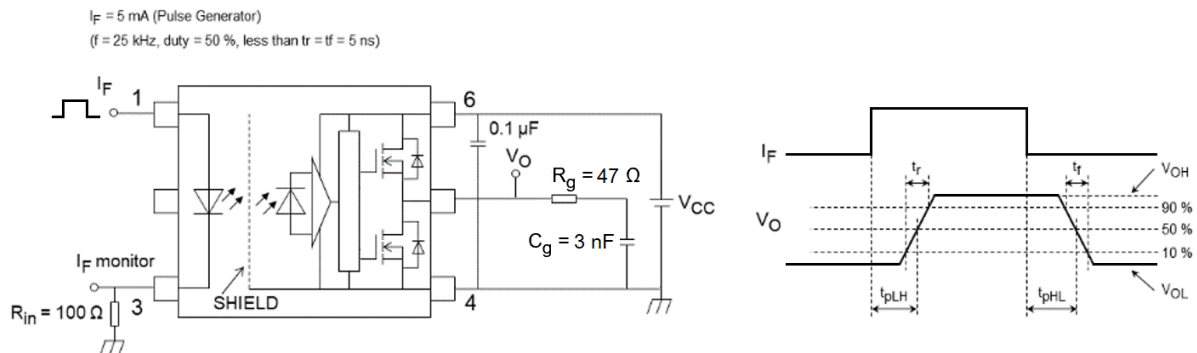 IF = 5 mA (Pulse Generator)
(f = 25 kHz, duty = 50 %, less than tr = tf = 5 ns)
IF
1
6
0.1 µF
VO
Rg = 47 Ω
VCC
Cg = 3 nF
IF monitor
Rin = 100 Ω
3
SHIELD
4
IF
tr
tf
VOH
90 %
VO
50 %
10 %
tpLH
tpHL
VOL